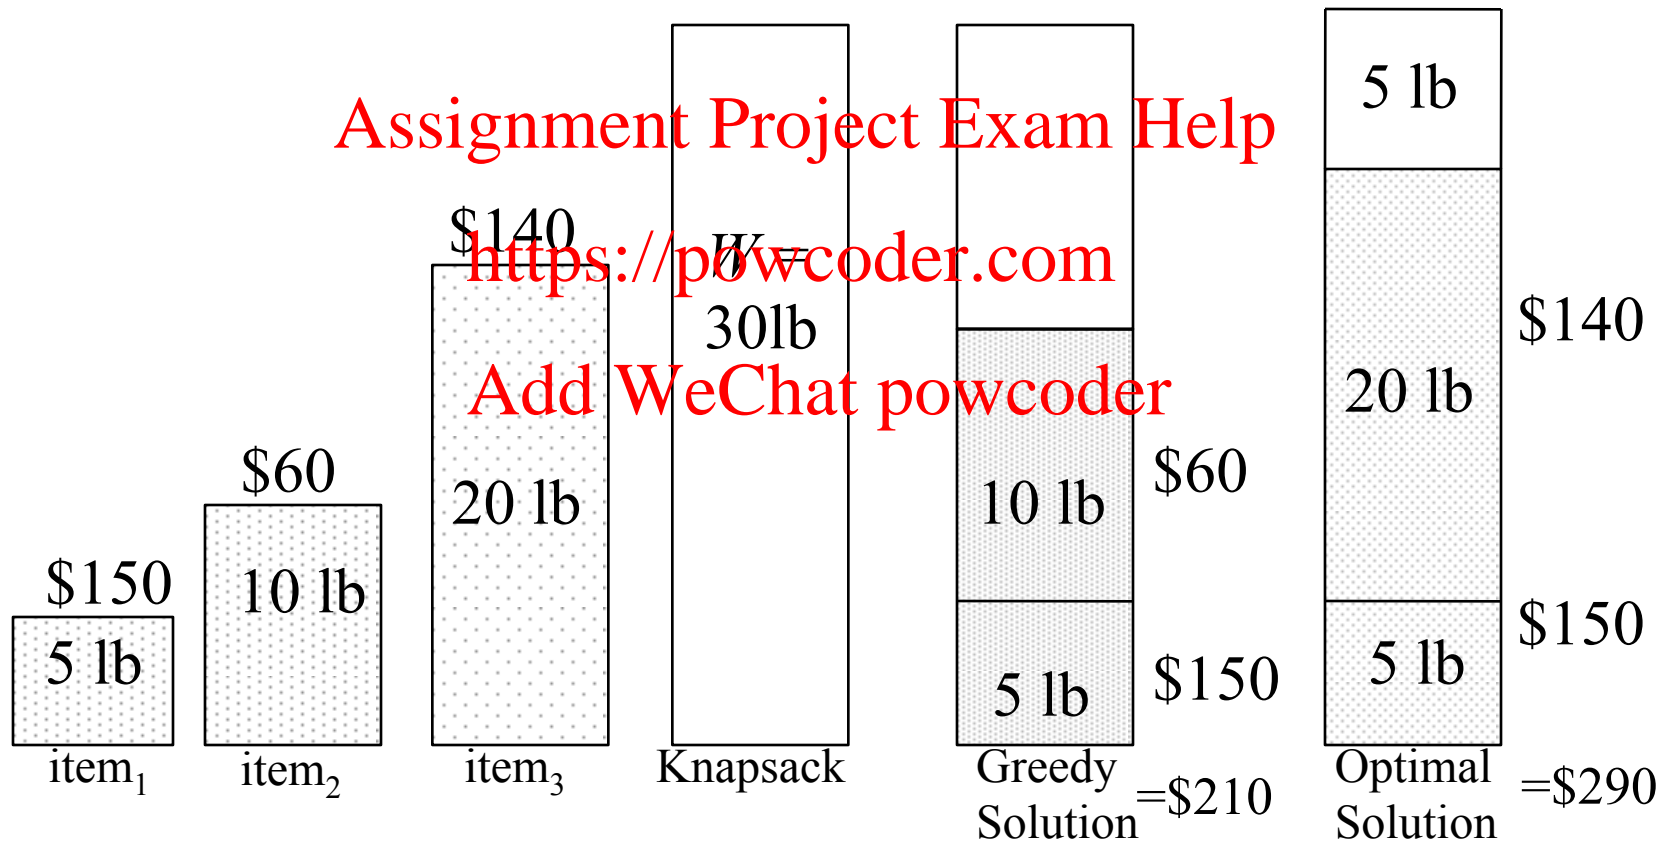 Assignment Project Exam Help
https://powcoder.com
Add WeChat powcoder
$150
5 lb
item1
$60
10 lb
item2
$140
20 lb
item3
W =
30lb
Knapsack
10 lb
$60
5 lb
$150
Greedy
Solution
=$210
5 lb
20 lb
$140
5 lb
$150
Optimal
Solution
=$290